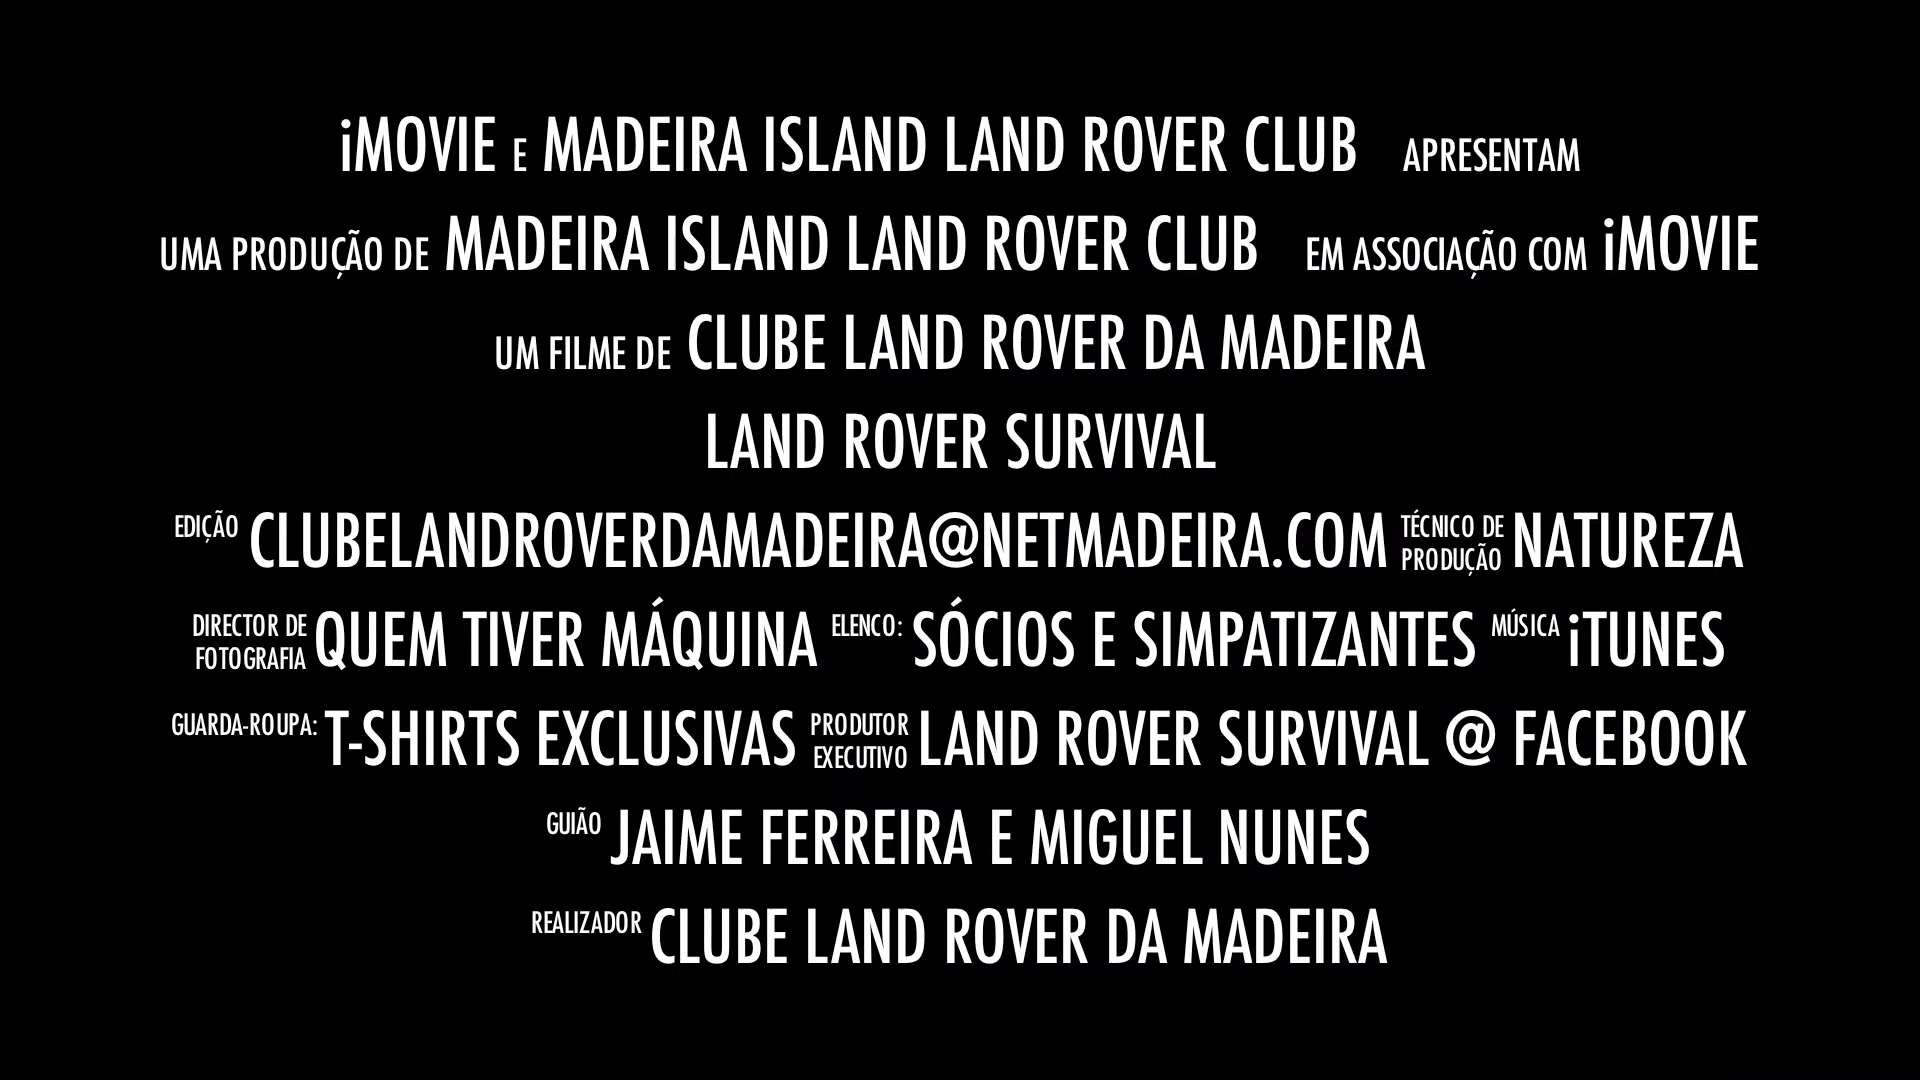 iMOVIE E MADEIRA ISLAND LAND ROVER CLUB APRESENTAM
UMA PRODUÇÃO DE MADEIRA ISLAND LAND ROVER CLUB EM ASSOCIAÇÃO COM iMOVIE
UM FILME DE CLUBE LAND ROVER DA MADEIRA
LAND ROVER SURVIVAL
EDIÇÃO CLUBELANDROVERDAMADEIRA@NETMADEIRA.COM TÉCNICO DE PRODUÇÃO NATUREZA
DIRECTOR DE FOTOGRAFIA QUEM TIVER MÁQUINA ELENCO: SÓCIOS E SIMPATIZANTES MÚSICA iTUNES
GUARDA-ROUPA: T-SHIRTS EXCLUSIVAS PRODUTOR EXECUTIVO LAND ROVER SURVIVAL @ FACEBOOK
GUIÃO JAIME FERREIRA E MIGUEL NUNES
REALIZADOR CLUBE LAND ROVER DA MADEIRA